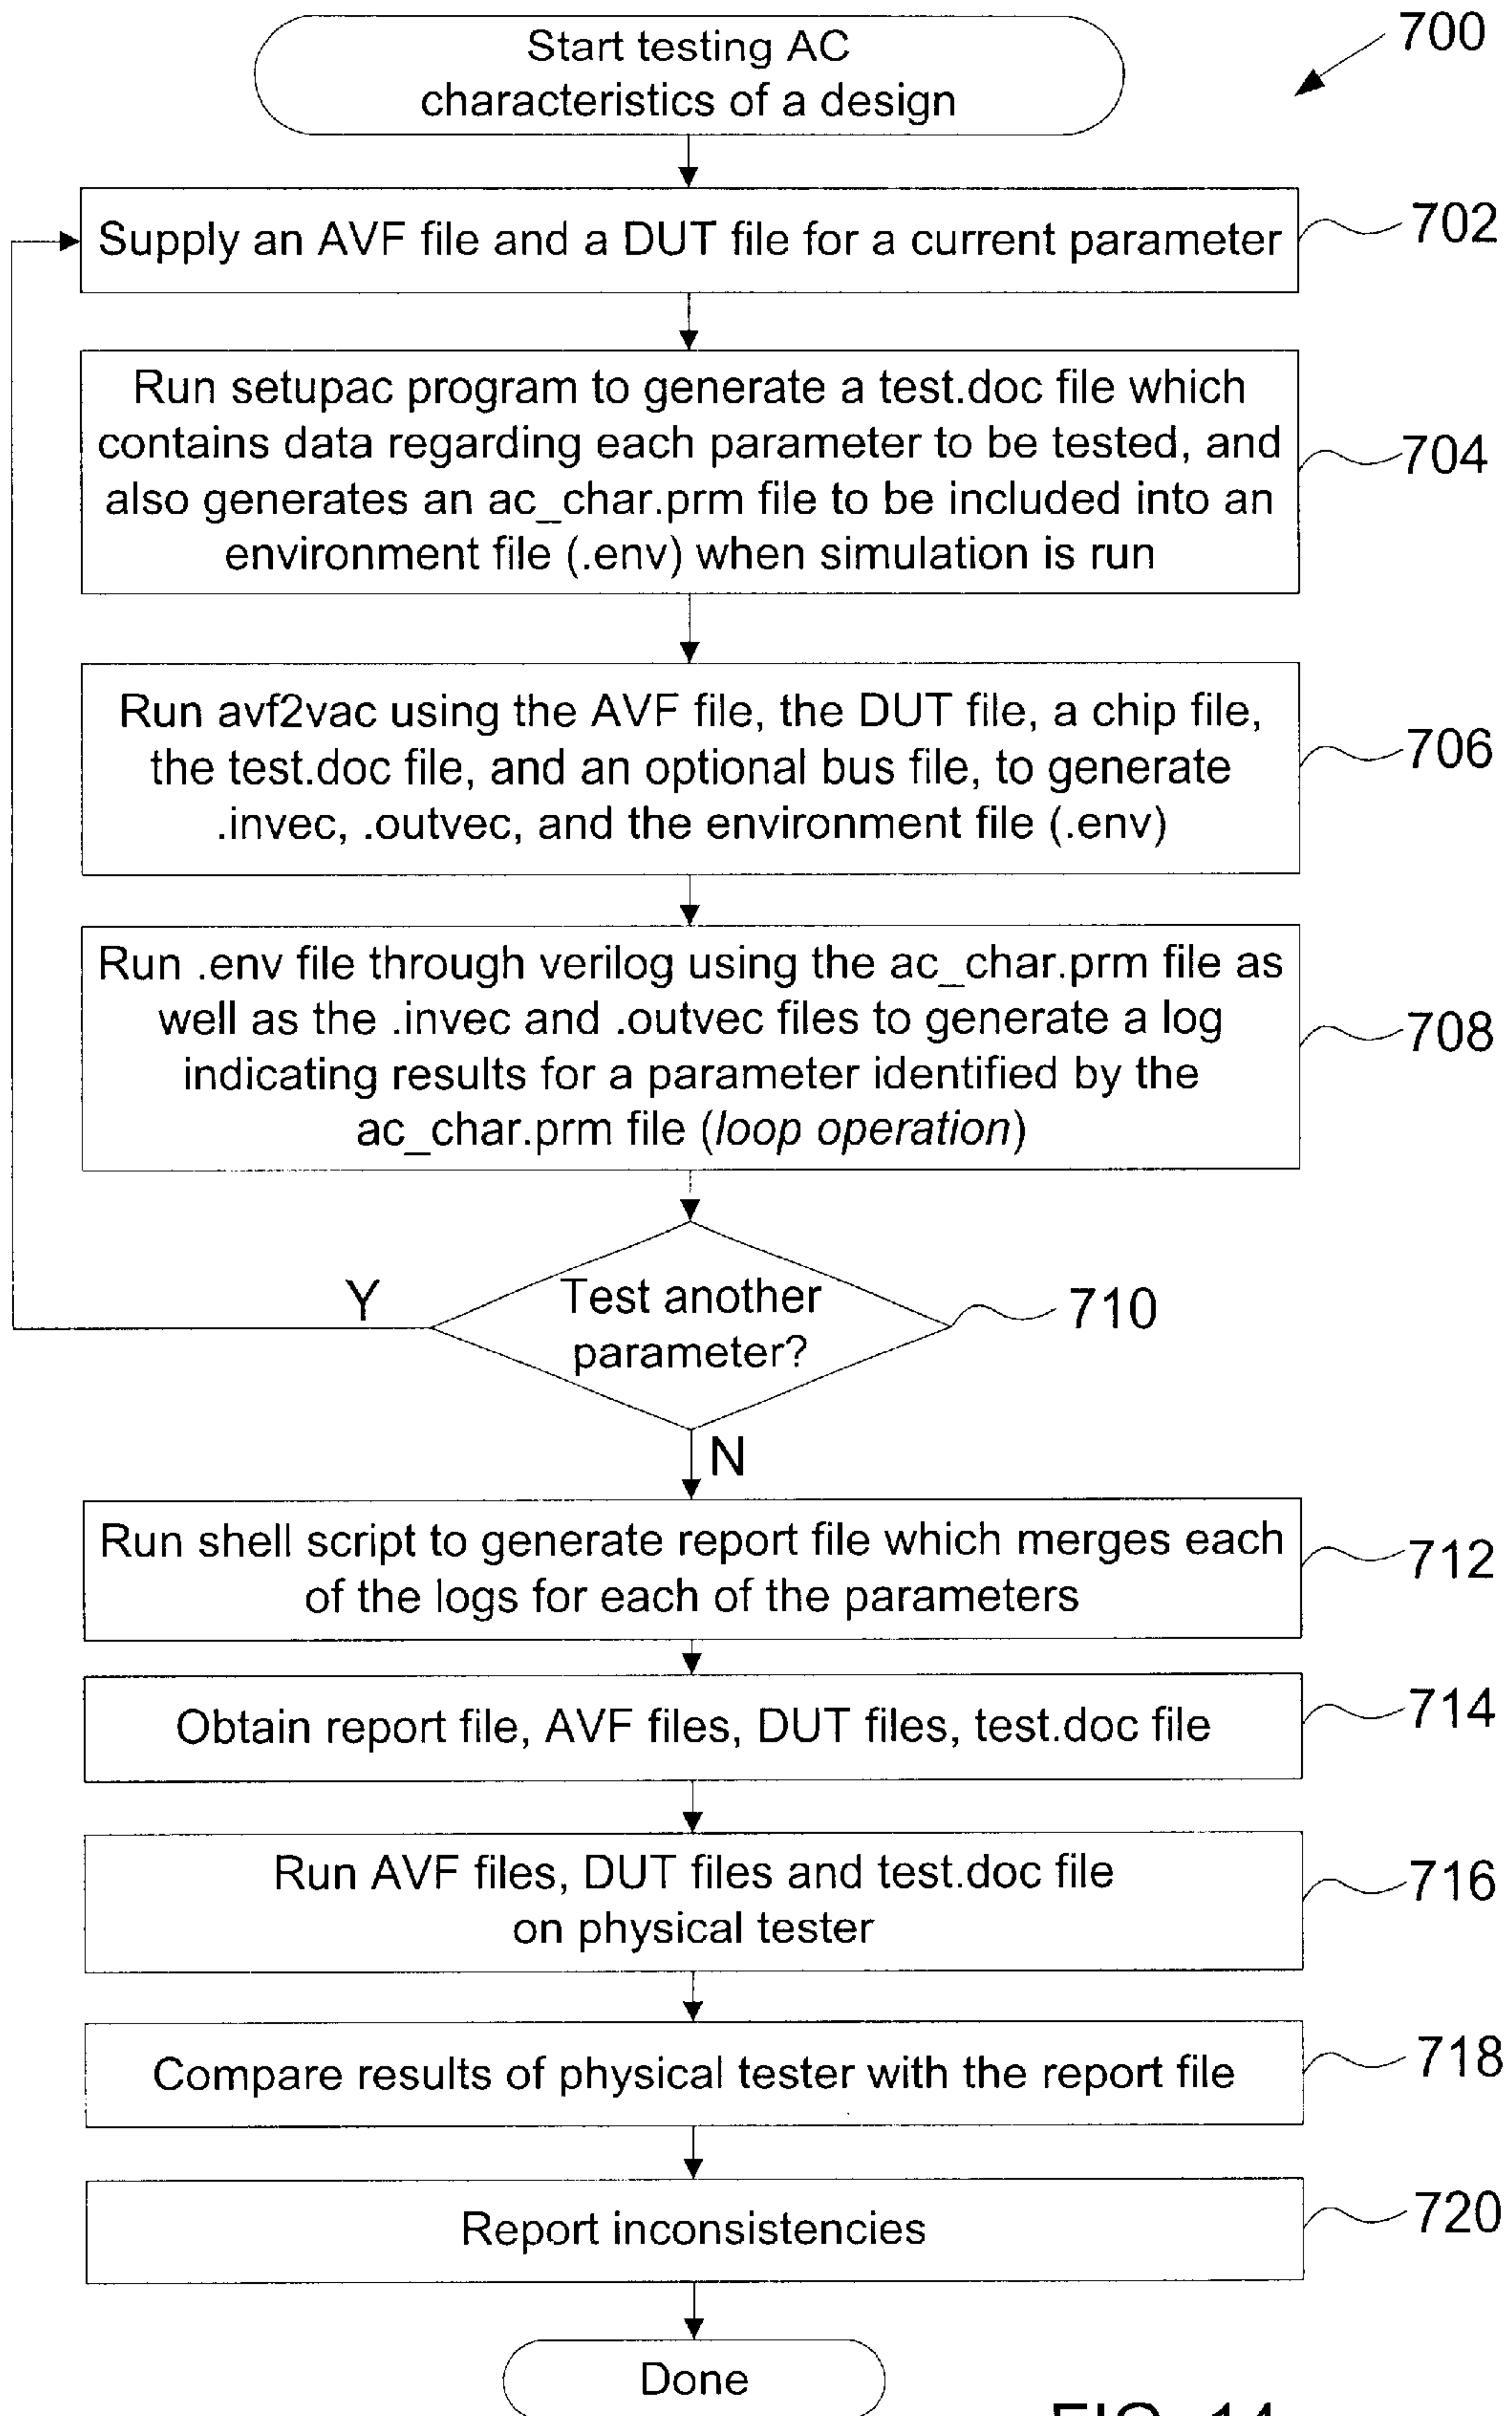 Start testing AC
characteristics of a design
700
Supply an AVF file and a DUT file for a current parameter
702
Run setupac program to generate a test.doc file which
contains data regarding each parameter to be tested, and
also generates an ac_char.prm file to be included into an
environment file (.env) when simulation is run
704
Run avf2vac using the AVF file, the DUT file, a chip file,
the test.doc file, and an optional bus file, to generate
.invec, .outvec, and the environment file (.env)
706
Run .env file through verilog using the ac_char.prm file as
well as the .invec and .outvec files to generate a log
indicating results for a parameter identified by the
ac_char.prm file (loop operation)
708
Y
Test another
parameter?
710
N
Run shell script to generate report file which merges each
of the logs for each of the parameters
712
Obtain report file, AVF files, DUT files, test.doc file
714
Run AVF files, DUT files and test.doc file
on physical tester
716
Compare results of physical tester with the report file
718
Report inconsistencies
720
Done
FIG. 14